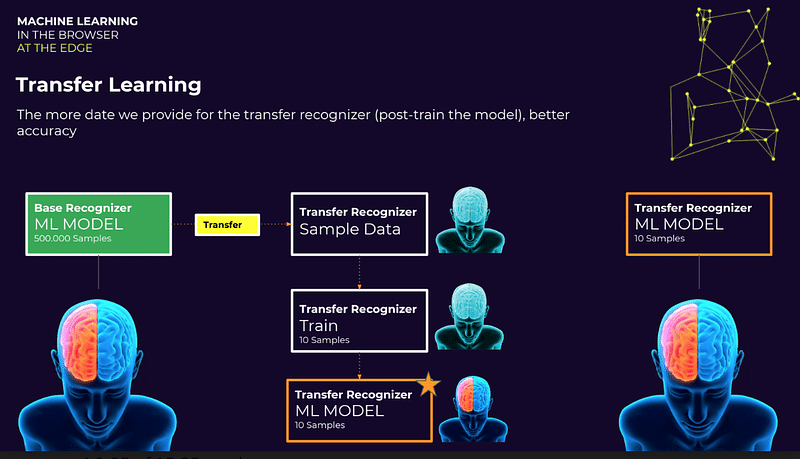 MACHINE LEARNING
IN THE BROWSER
AT THE EDGE
Transfer Learning
The more date we provide for the transfer recognizer (post-train the model), better
accuracy
Base Recognizer
ML MODEL
500.000 Samples
Transfer
Transfer Recognizer
Sample Data
Transfer Recognizer
Train
10 Samples
Transfer Recognizer
ML MODEL
10 Samples
Transfer Recognizer
ML MODEL
10 Samples